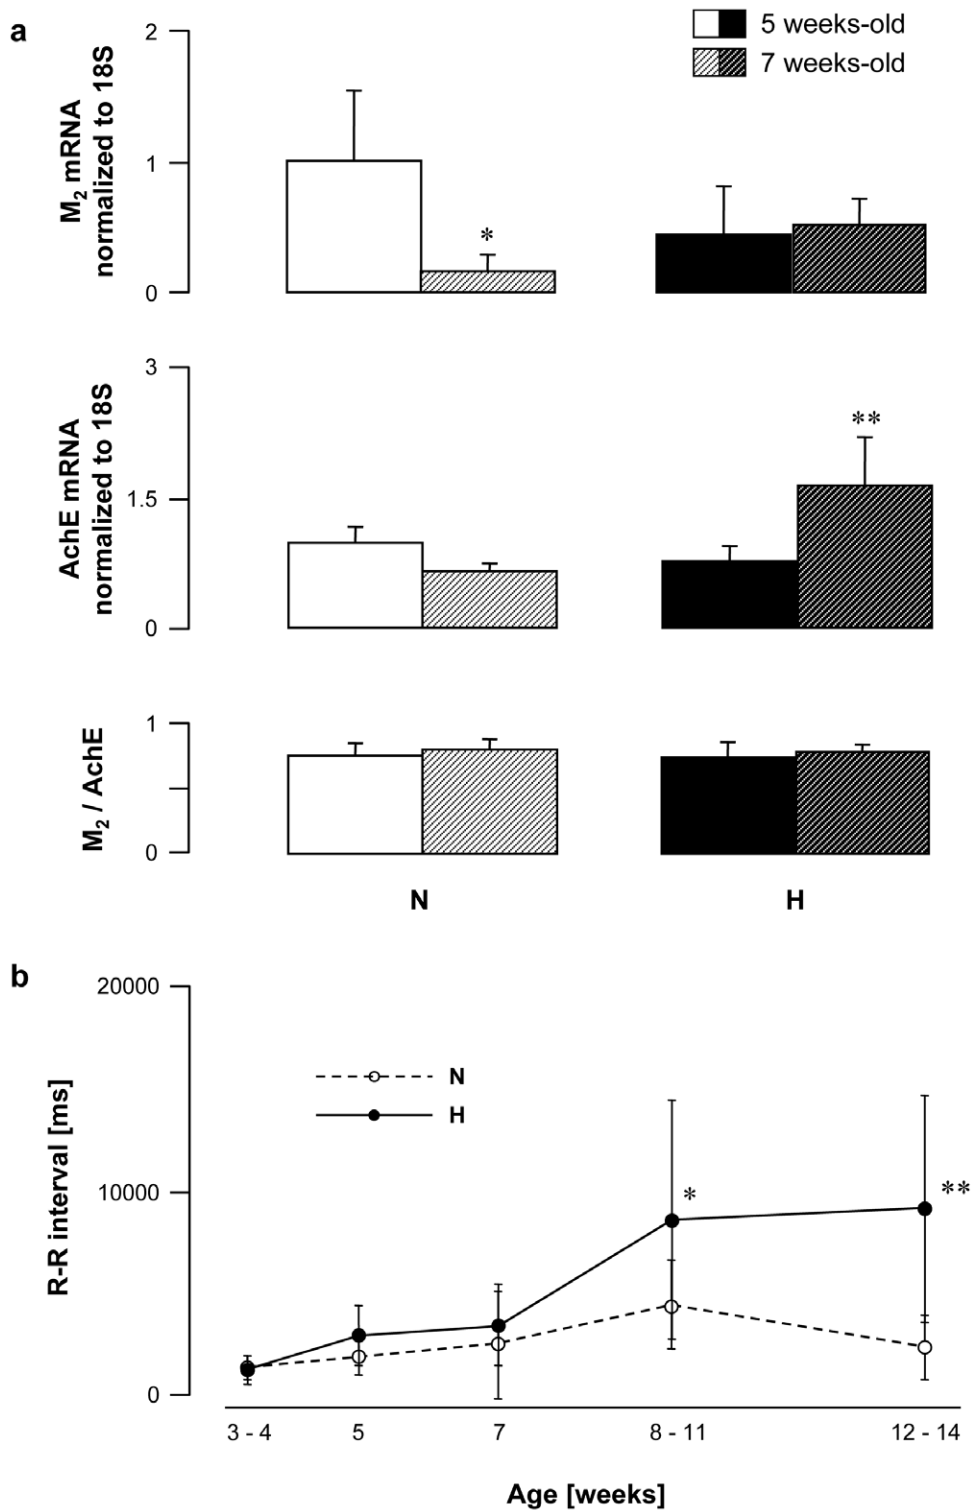 a
5 weeks-old
7 weeks-old
M₂ mRNA
normalized to 18S
2
1
0
*
AchE mRNA
normalized to 18S
3
1.5
0
**
M₂ / AchE
1
0
N
H
b
R-R interval [ms]
20000
10000
0
N
H
*
**
3 - 4
5
7
8 - 11
12 - 14
Age [weeks]